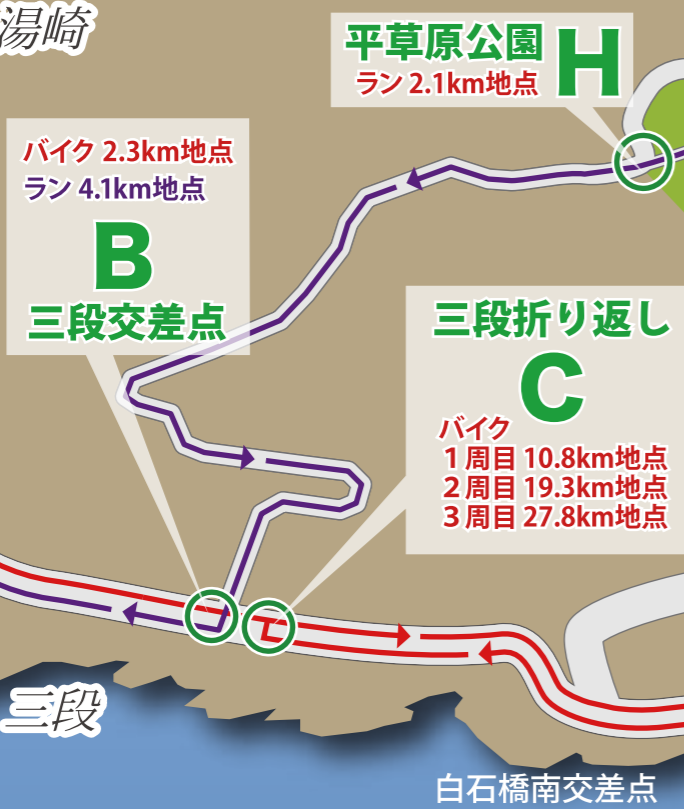 湯崎
平草原公園
ラン 2.1km地点
H
バイク 2.3km地点
ラン 4.1km地点
B
三段交差点
三段折り返し
C
バイク
1周目 10.8km地点
2周目 19.3km地点
3周目 27.8km地点
三段
白石橋南交差点